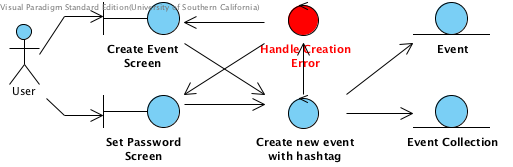 Visual Paradigm Standard Edition(University of Southern California)
User
Create Event
Screen
Handle Creation
Error
Event
Set Password
Screen
Create new event
with hashtag
Event Collection